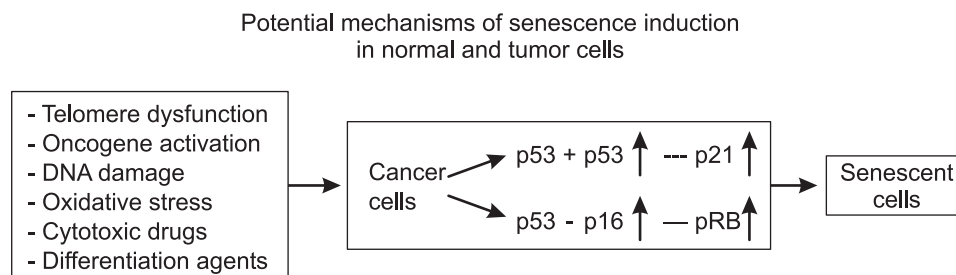 Potential mechanisms of senescence induction
in normal and tumor cells
- Telomere dysfunction
- Oncogene activation
- DNA damage
- Oxidative stress
- Cytotoxic drugs
- Differentiation agents
Cancer
cells
p53 + p53 --- p21
p53 - p16 — pRB
Senescent
cells